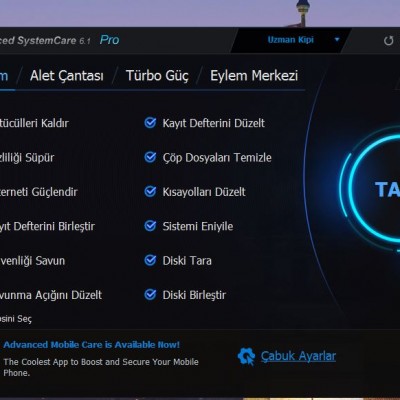 ced SystemCare 6.1 Pro Uzman Kipi
m / Alet Çantası / Türbo Güç / Eylem Merkezi
tücülleri Kaldır Kayıt Defterini Düzelt
zliliği Süpür Çöp Dosyaları Temizle
terneti Güçlendir Kısayolları Düzelt
yıt Defterini Birleştir Sistemi Eniyile
venliği Savun Diski Tara
vunma Açığını Düzelt Diski Birleştir
TA
psini Seç
Advanced Mobile Care is Available Now!
The Coolest App to Boost and Secure Your Mobile
Phone.
Çabuk Ayarlar